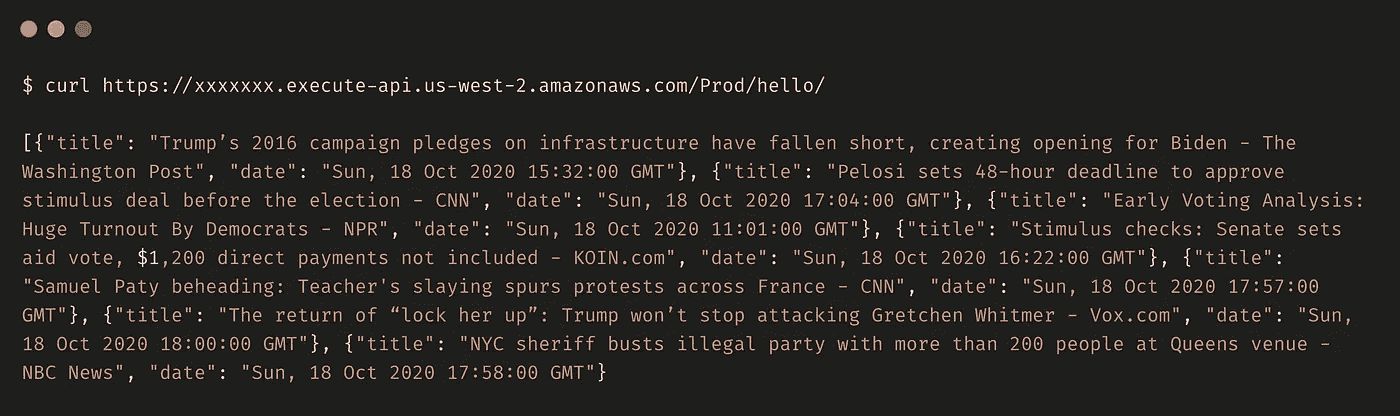 $ curl https://xxxxxxx.execute-api.us-west-2.amazonaws.com/Prod/hello/
[{"title": "Trump’s 2016 campaign pledges on infrastructure have fallen short, creating opening for Biden - The
Washington Post", "date": "Sun, 18 Oct 2020 15:32:00 GMT"}, {"title": "Pelosi sets 48-hour deadline to approve
stimulus deal before the election - CNN", "date": "Sun, 18 Oct 2020 17:04:00 GMT"}, {"title": "Early Voting Analysis:
Huge Turnout By Democrats - NPR", "date": "Sun, 18 Oct 2020 11:01:00 GMT"}, {"title": "Stimulus checks: Senate sets
aid vote, $1,200 direct payments not included - KOIN.com", "date": "Sun, 18 Oct 2020 16:22:00 GMT"}, {"title":
"Samuel Paty beheading: Teacher's slaying spurs protests across France - CNN", "date": "Sun, 18 Oct 2020 17:57:00
GMT"}, {"title": "The return of “lock her up”: Trump won’t stop attacking Gretchen Whitmer - Vox.com", "date": "Sun,
18 Oct 2020 18:00:00 GMT"}, {"title": "NYC sheriff busts illegal party with more than 200 people at Queens venue -
NBC News", "date": "Sun, 18 Oct 2020 17:58:00 GMT"}